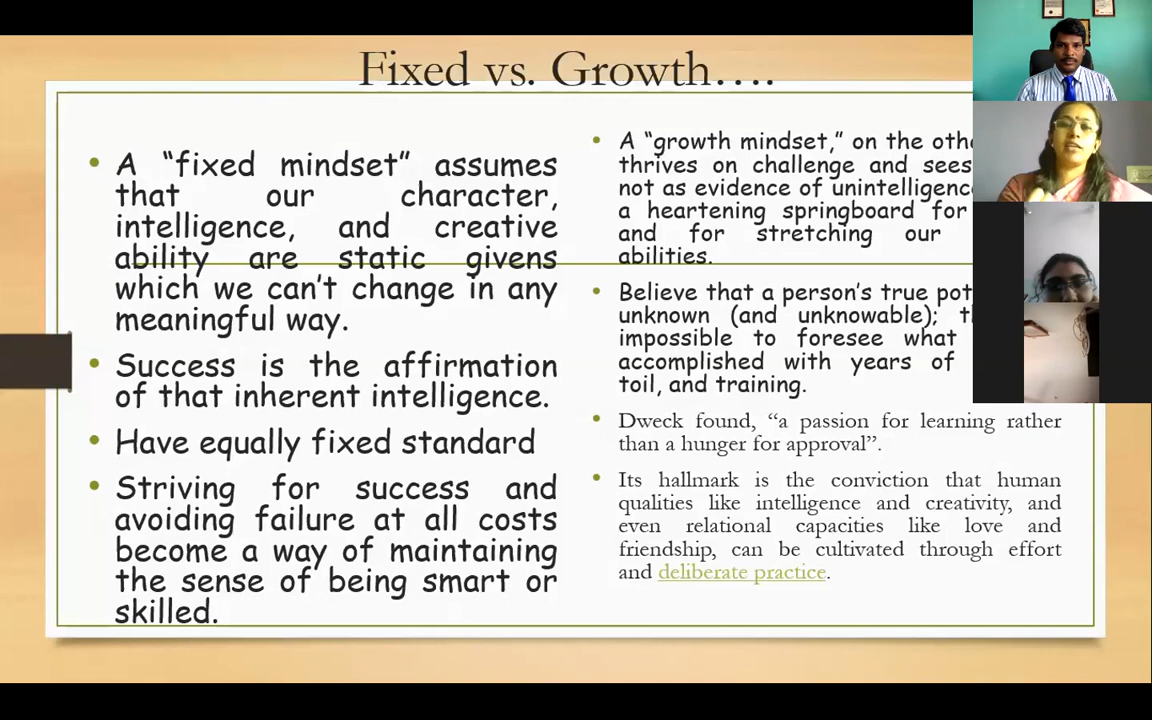 Fixed vs. Growth….
A “fixed mindset” assumes
that our character,
intelligence, and creative
ability are static givens
which we can’t change in any
meaningful way.
Success is the affirmation
of that inherent intelligence.
Have equally fixed standard
Striving for success and
avoiding failure at all costs
become a way of maintaining
the sense of being smart or
skilled.
A “growth mindset,” on the
thrives on challenge and sees
not as evidence of
a heartening springboard for
and for stretching our
abilities.
Believe that a person’s true
unknown (and unknowable);
impossible to foresee what
accomplished with years of
toil, and training.
Dweck found, “a passion for learning rather
than a hunger for approval”.
Its hallmark is the conviction that human
qualities like intelligence and creativity, and
even relational capacities like love and
friendship, can be cultivated through effort
and deliberate practice.